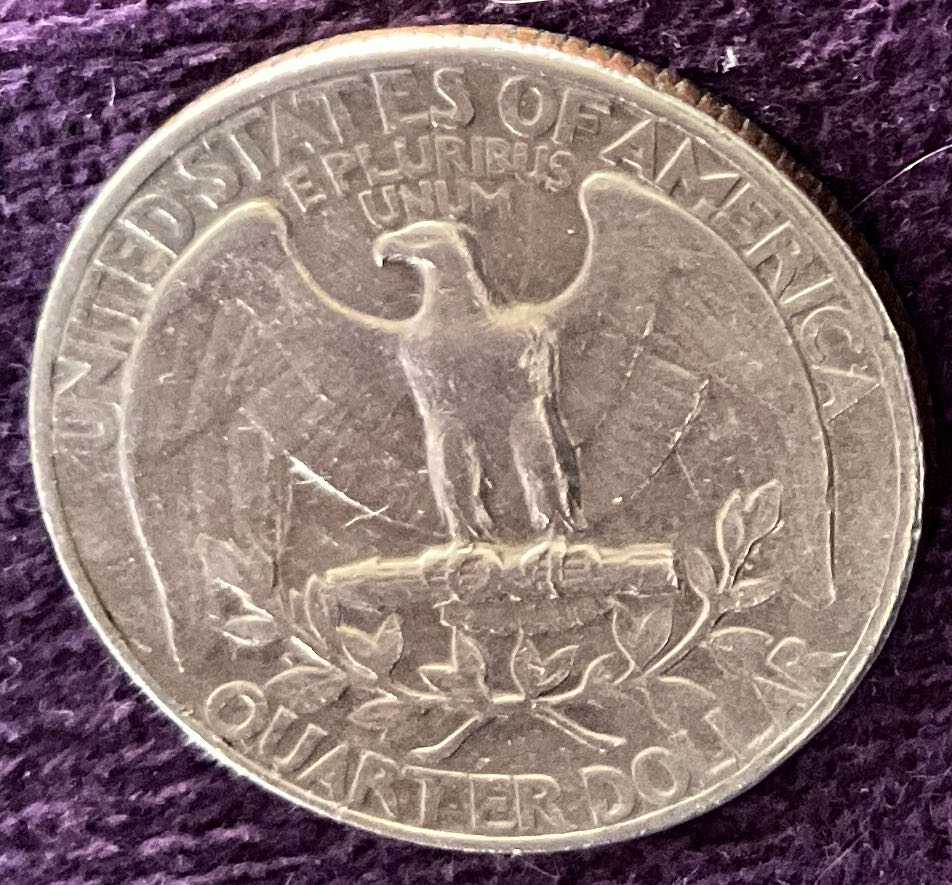 UNITED STATES OF AMERICA
E PLURIBUS
UNUM
QUARTER DOLLAR